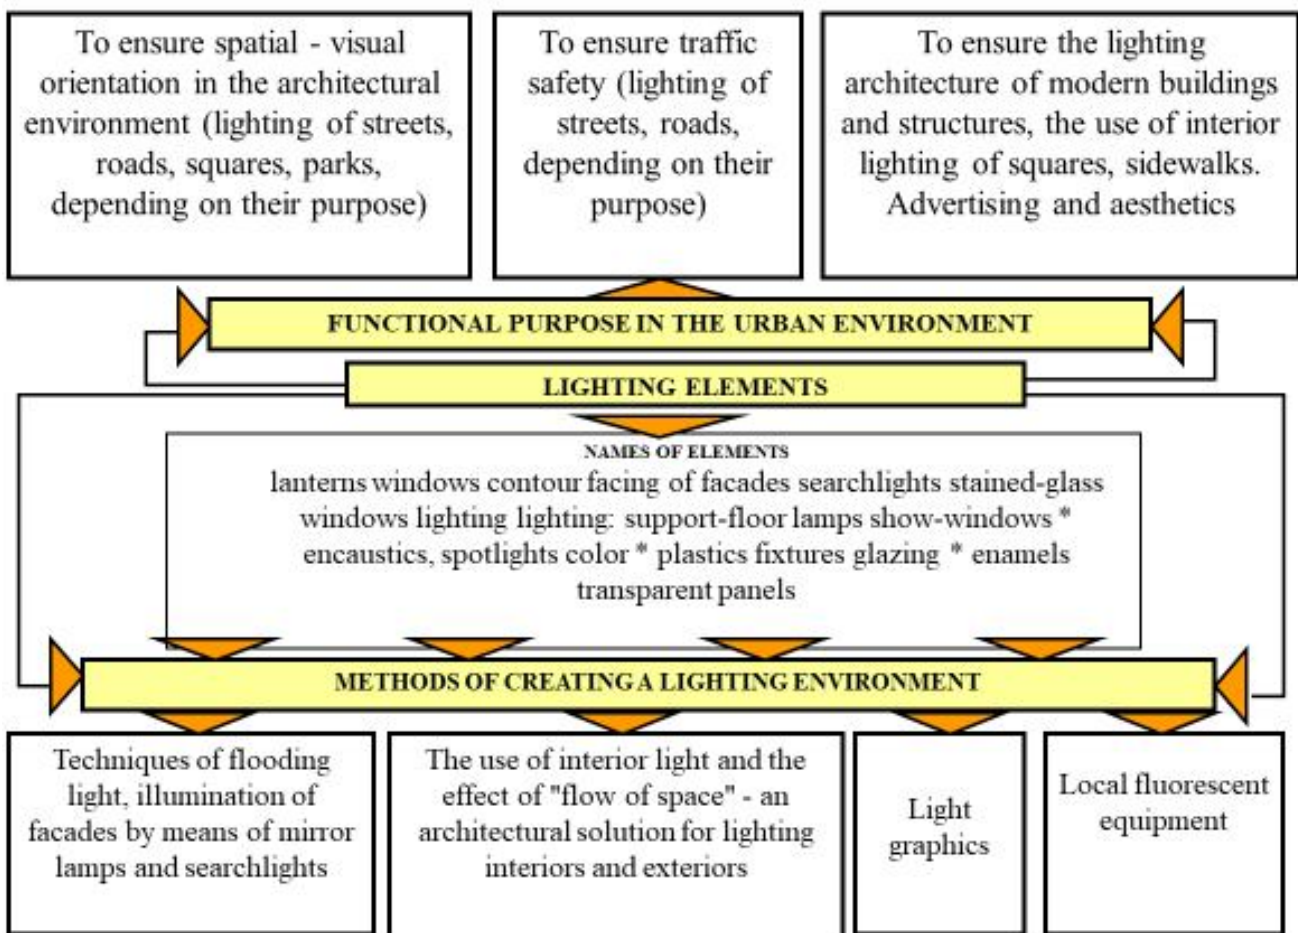 To ensure spatial - visual
orientation in the architectural
environment (lighting of streets,
roads, squares, parks,
depending on their purpose)
To ensure traffic
safety (lighting of
streets, roads,
depending on their
purpose)
To ensure the lighting
architecture of modern buildings
and structures, the use of interior
lighting of squares, sidewalks.
Advertising and aesthetics
FUNCTIONAL PURPOSE IN THE URBAN ENVIRONMENT
LIGHTING ELEMENTS
NAMES OF ELEMENTS
lanterns windows contour facing of facades searchlights stained-glass
windows lighting lighting: support-floor lamps show-windows *
encaustics, spotlights color * plastics fixtures glazing * enamels
transparent panels
METHODS OF CREATING A LIGHTING ENVIRONMENT
Techniques of flooding
light, illumination of
facades by means of mirror
lamps and searchlights
The use of interior light and the
effect of "flow of space" - an
architectural solution for lighting
interiors and exteriors
Light
graphics
Local fluorescent
equipment